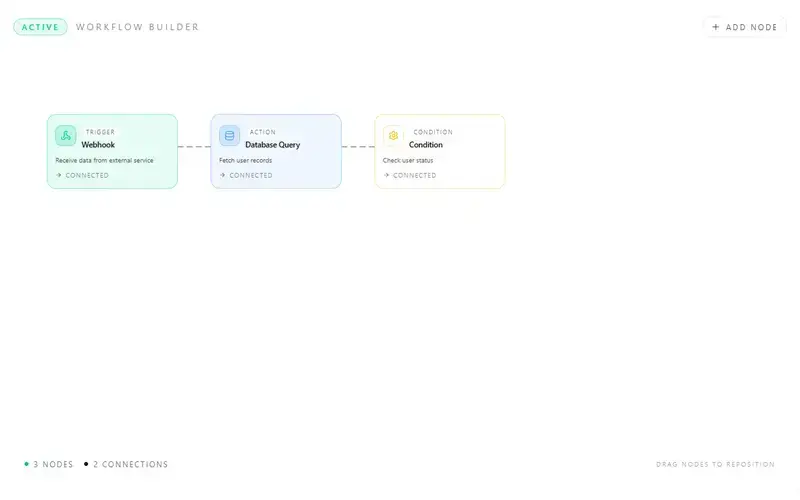 ACTIVE WORKFLOW BUILDER
+ ADD NODE
TRIGGER
Webhook
Receive data from external service
→ CONNECTED
ACTION
Database Query
Fetch user records
→ CONNECTED
CONDITION
Condition
Check user status
→ CONNECTED
3 NODES 2 CONNECTIONS
DRAG NODES TO REPOSITION